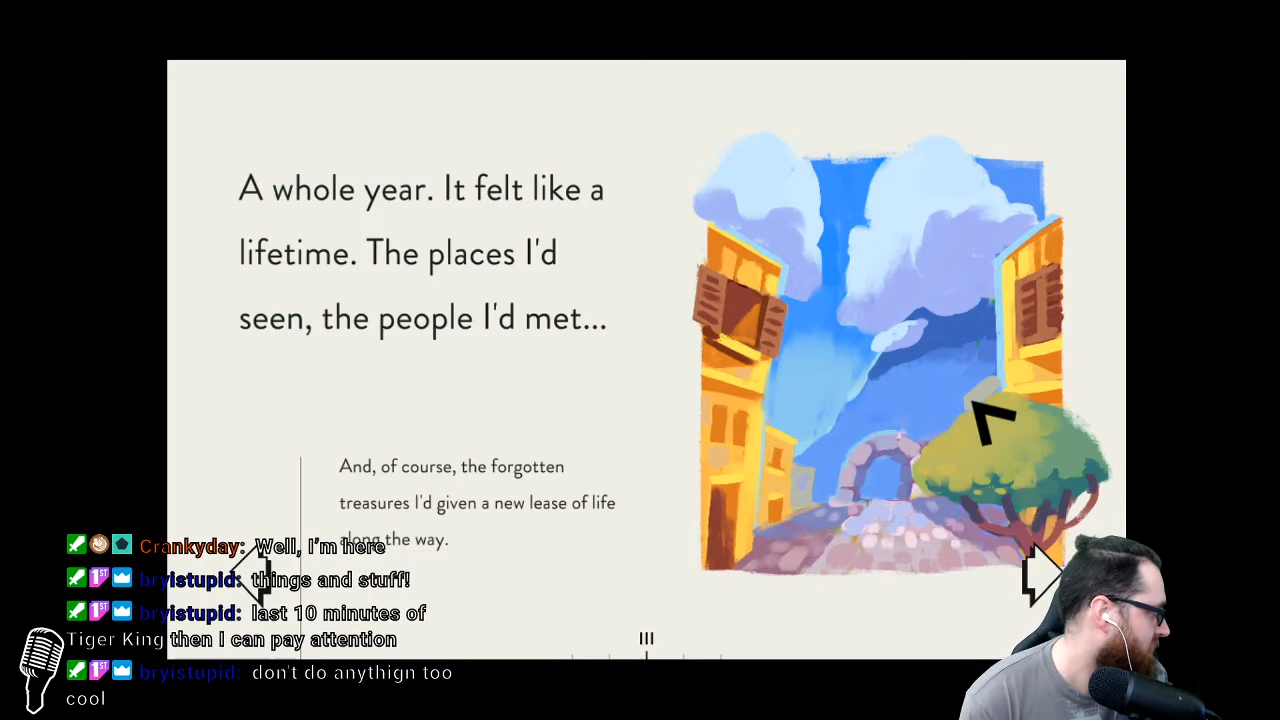 A whole year. It felt like a
lifetime. The places I'd
seen, the people I'd met...
And, of course, the forgotten
treasures I'd given a new lease of life
along the way.
III
Crankyday: Well, I'm here
bryistupid: things and stuff!
bryistupid: last 10 minutes of
Tiger King then I can pay attention
bryistupid: don't do anythign too
cool